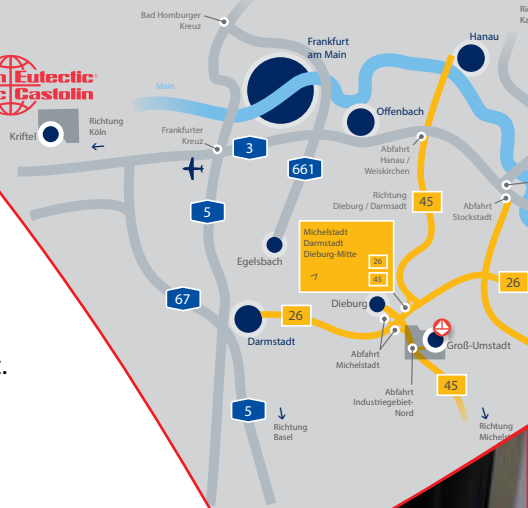 Bad Homburger
Kreuz
Frankfurt
am Main
Hanau
Eutectic
Castolin
Main
Offenbach
Richtung
Köln
Kriftel
Frankfurter
Kreuz
3
661
Abfahrt
Hanau /
Weiskirchen
Richtung
Dieburg / Darmsadt
45
5
Abfahrt
Stockstadt
Michelstadt
Darmstadt
Dieburg-Mitte
26
45
Egelsbach
26
67
Dieburg
26
Darmstadt
Groß-Umstadt
Abfahrt
Michelstadt
45
Abfahrt
Industriegebiet-
Nord
5
Richtung
Basel
Richtung